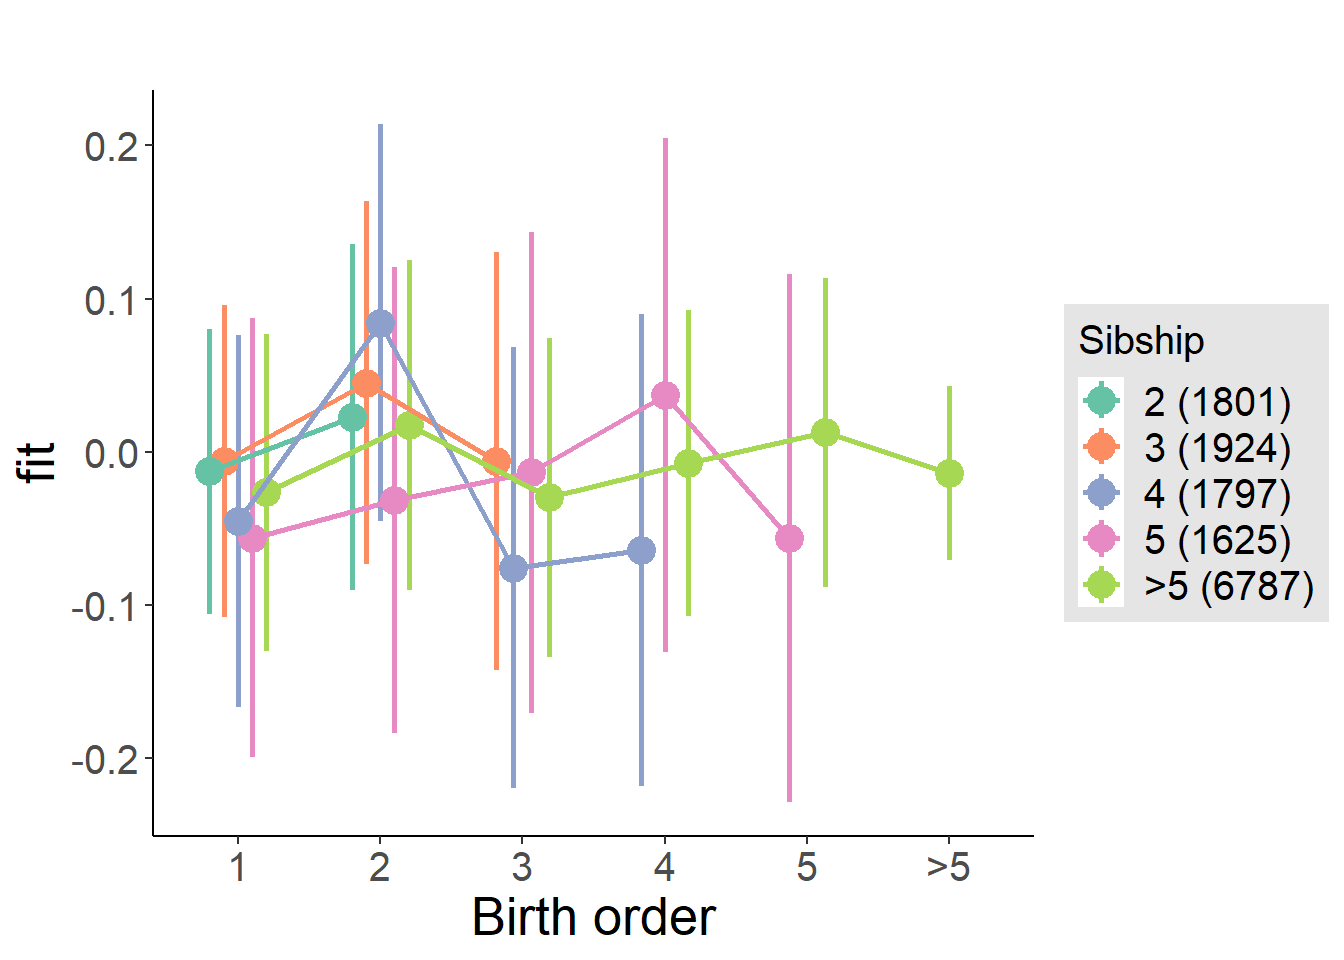 0.2
0.1
0.0
-0.1
-0.2
fit
1 2 3 4 5 >5
Birth order
Sibship
2 (1801)
3 (1924)
4 (1797)
5 (1625)
>5 (6787)